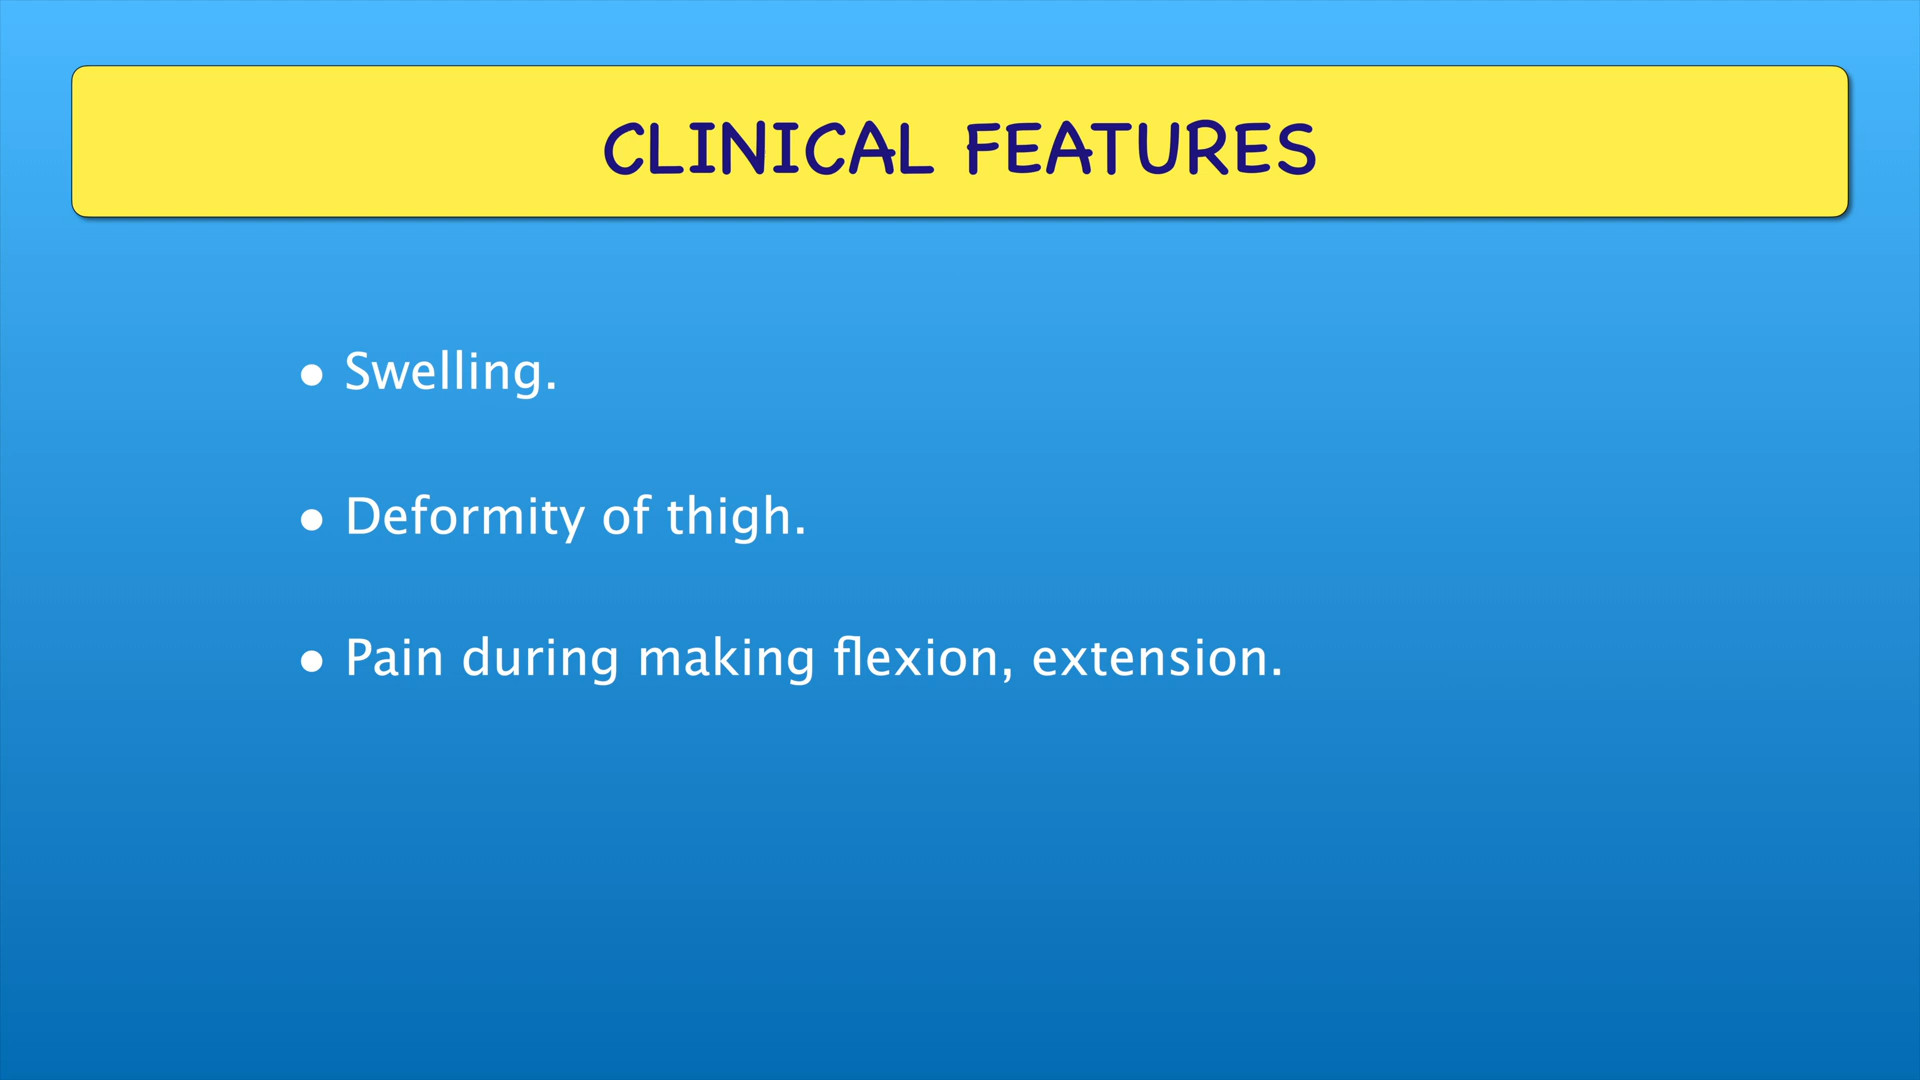 CLINICAL FEATURES
• Swelling.
• Deformity of thigh.
• Pain during making flexion, extension.